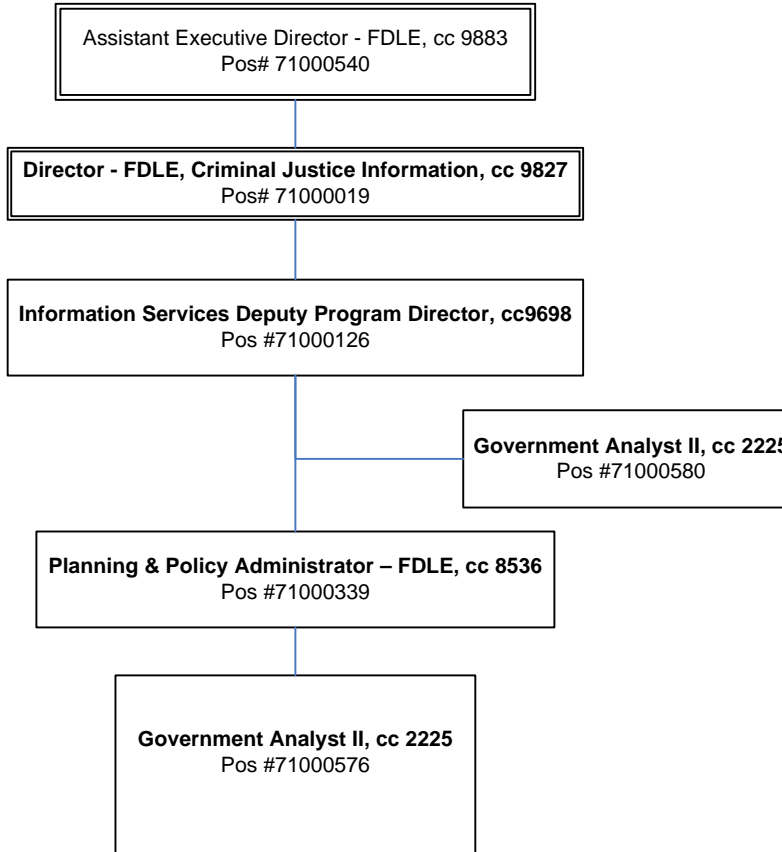 Assistant Executive Director - FDLE, cc 9883
Pos# 71000540
Director - FDLE, Criminal Justice Information, cc 9827
Pos# 71000019
Information Services Deputy Program Director, cc9698
Pos #71000126
Government Analyst II, cc 2225
Pos #71000580
Planning & Policy Administrator – FDLE, cc 8536
Pos #71000339
Government Analyst II, cc 2225
Pos #71000576